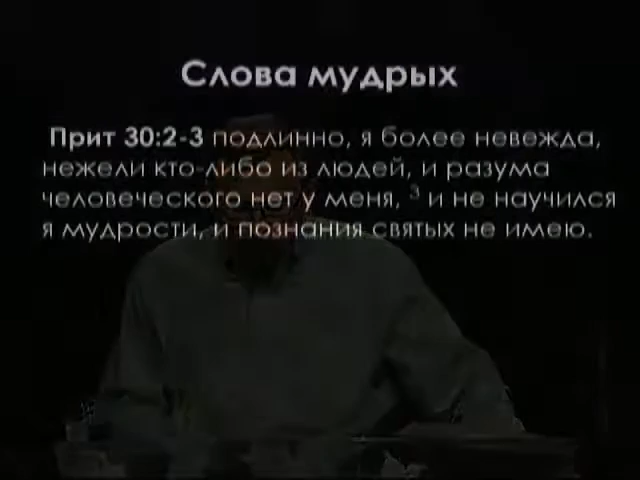 Слова мудрых
Прит 30:2-3 подлинно, я более невежда,
нежели кто-либо из людей, и разума
человеческого нет у меня, ³ и не научился
я мудрости, и познания святых не имею.